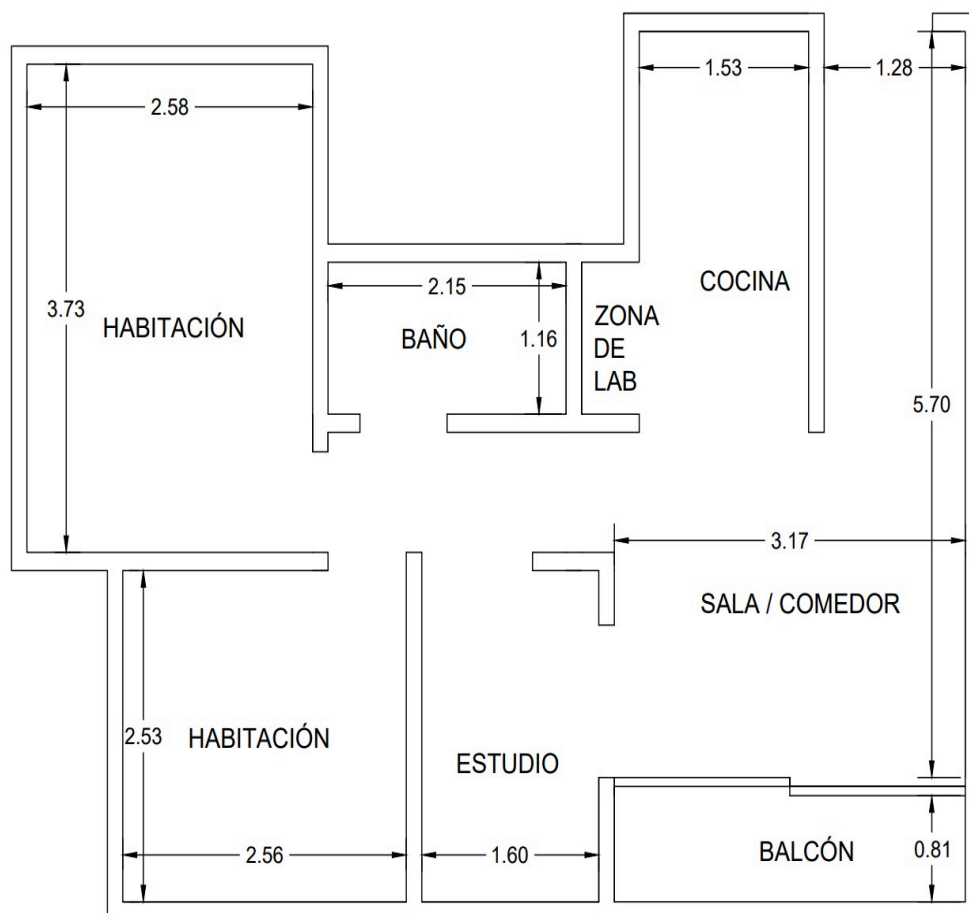 1.53
1.28
2.58
COCINA
2.15
3.73
HABITACIÓN
BAÑO
1.16
ZONA
DE
LAB
5.70
3.17
SALA / COMEDOR
2.53
HABITACIÓN
ESTUDIO
2.56
1.60
BALCÓN
0.81